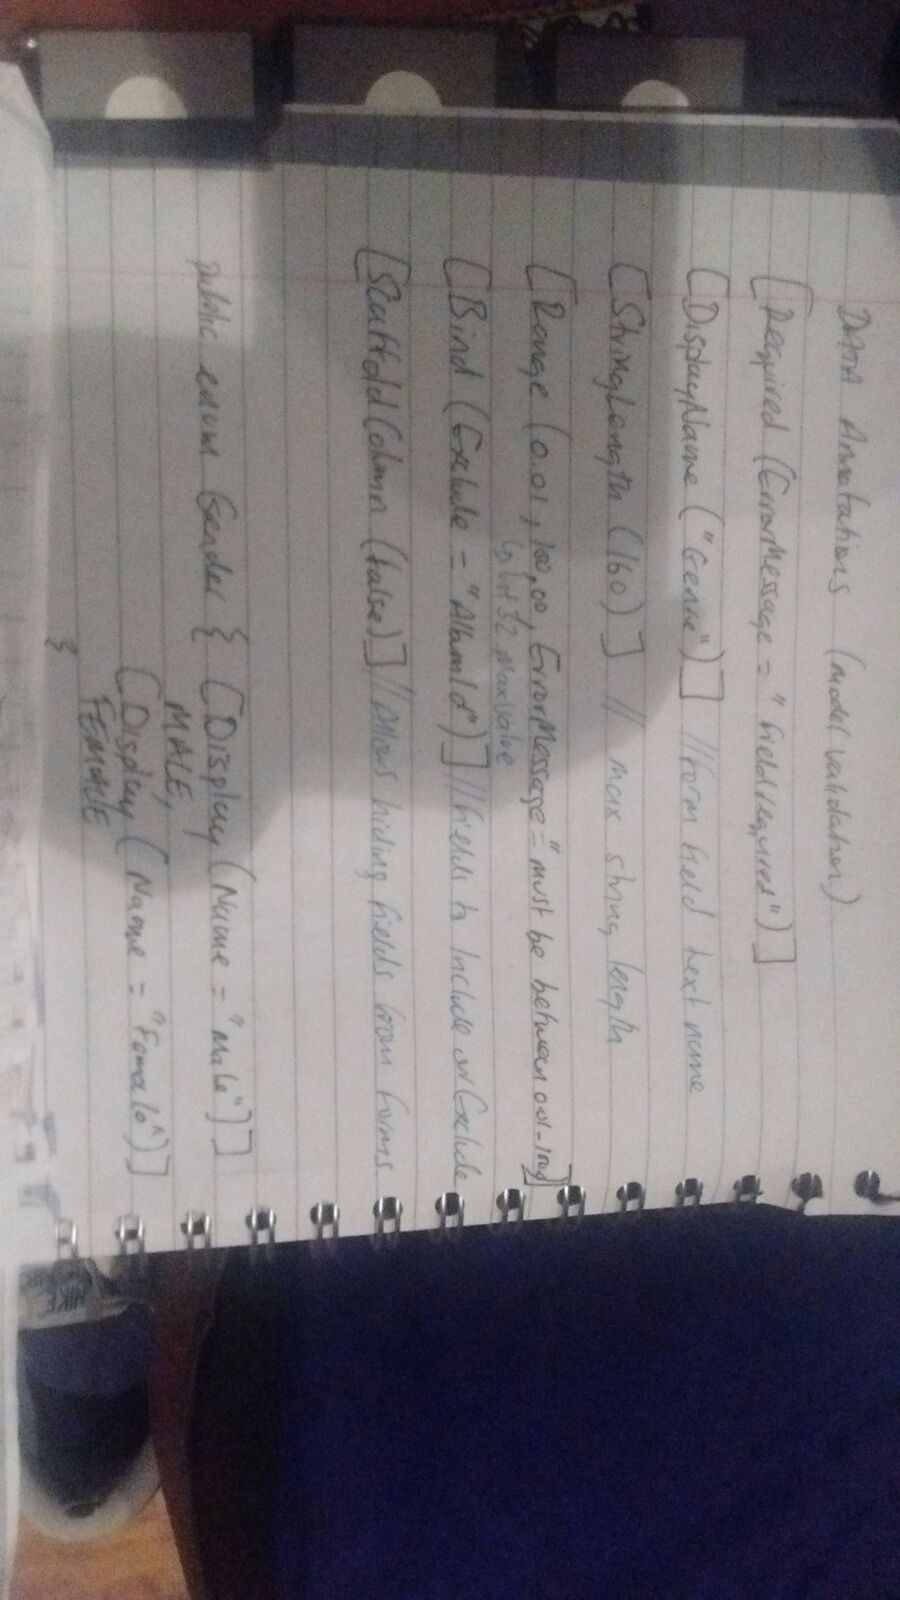 DATA Annotations (model validation)
[Required (ErrorMessage = "field required")]
[DisplayName ("Genre")] //form field text name
[StringLength (160)] // max string length
[Range (0.01, 100,00, ErrorMessage = "must be between 0.01-100"]
↳ Int32.MaxValue
[Bind (Exclude = "AlbumId")] //fields to Include or Exclude
[ScaffoldColumn (false)] //Allows hiding fields from forms
public enum Gender { [Display (Name = "Male"]]
MALE,
[Display (Name = "Female")]
FEMALE
}